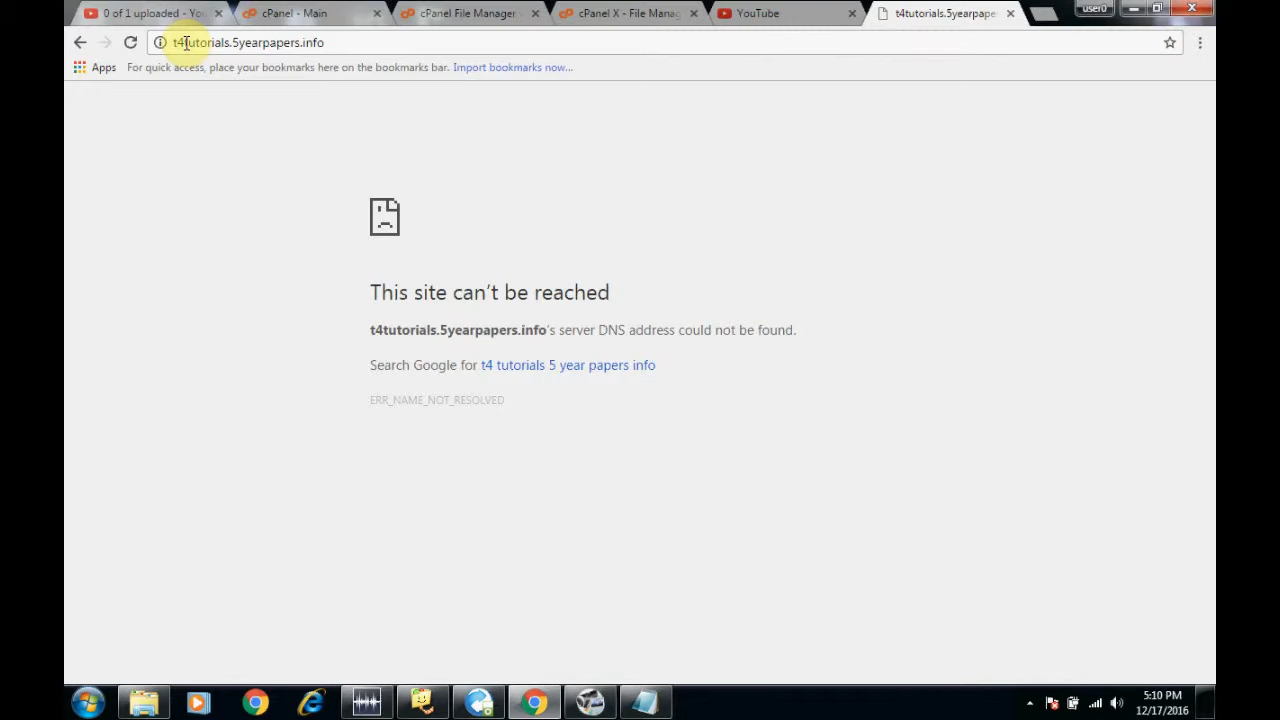 0 of 1 uploaded - Yo
cPanel - Main
cPanel File Manager
cPanel X - File Manag
YouTube
t4tutorials.5yearpape
user0
t4tutorials.5yearpapers.info
Apps
For quick access, place your bookmarks here on the bookmarks bar. Import bookmarks now...
This site can't be reached
t4tutorials.5yearpapers.info's server DNS address could not be found.
Search Google for t4 tutorials 5 year papers info
ERR_NAME_NOT_RESOLVED
5:10 PM
12/17/2016